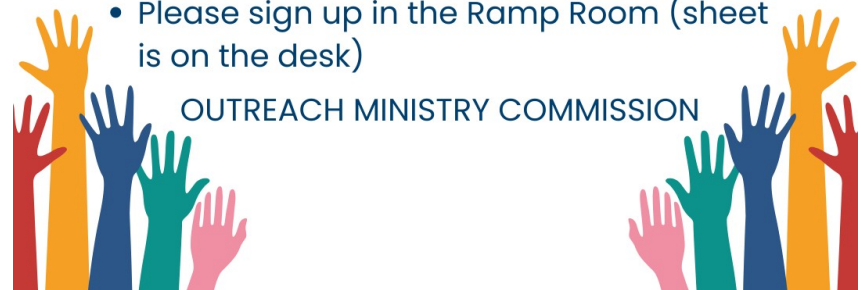 • Please sign up in the Ramp Room (sheet
is on the desk)
OUTREACH MINISTRY COMMISSION